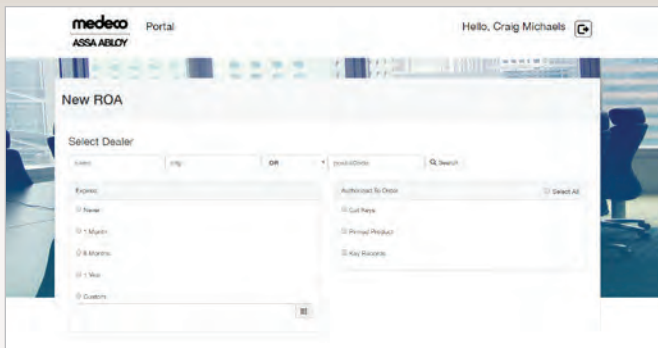 medeco
ASSA ABLOY
Portal
Hello, Craig Michaels
New ROA
Select Dealer
city
OR
Search
Expires
Authorized To Order
Select All
Never
Cut Keys
1 Month
Pinned Product
6 Months
Key Records
1 Year
Custom